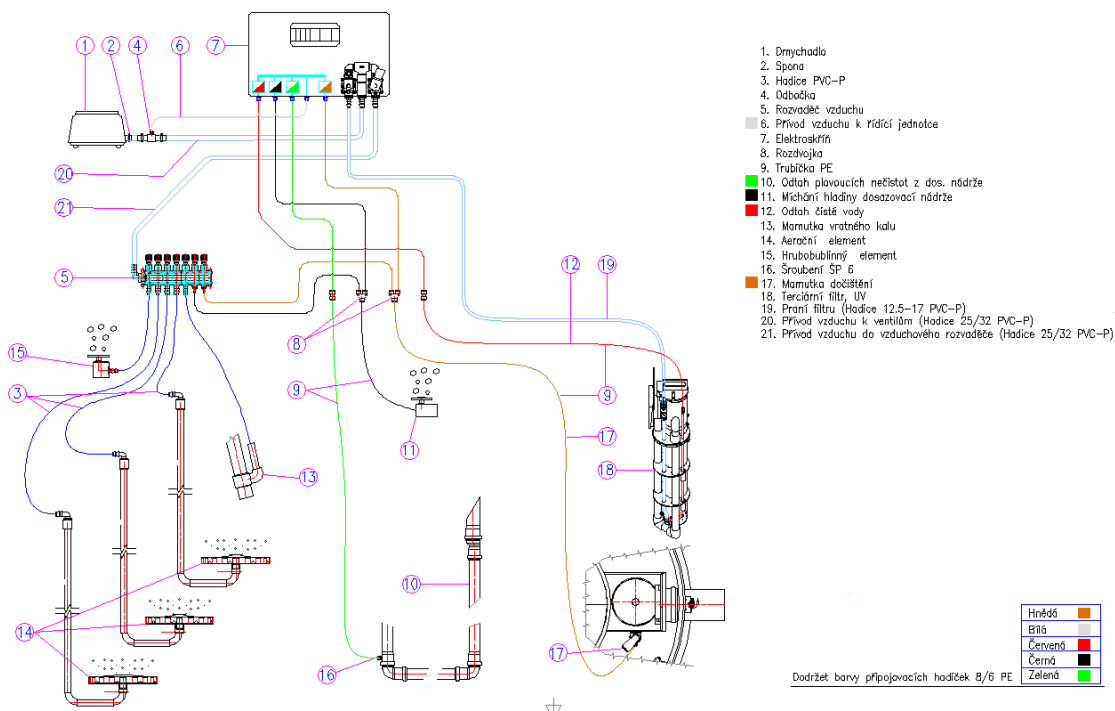 1
2
4
6
7
1. Dmychadlo
2. Spona
3. Hadice PVC-P
4. Odbočka
5. Rozvaděč vzduchu
6. Přívod vzduchu k řídící jednotce
7. Elektroskříň
8. Rozdvojka
9. Trubička PE
10. Odtah plovoucích nečistot z dos. nádrže
11. Míchání hladiny dosazovací nádrže
12. Odtah čisté vody
13. Mamutka vratného kalu
14. Aerační element
15. Hrubobublinný element
16. Šroubení SP 6
17. Mamutka dočištění
18. Terciární filtr, UV
19. Praní filtru (Hadice 12.5-17 PVC-P)
20. Přívod vzduchu k ventilům (Hadice 25/32 PVC-P)
21. Přívod vzduchu do vzduchového rozvaděče (Hadice 25/32 PVC-P)
20
21
5
12
19
8
15
3
9
9
11
17
13
18
10
14
16
17
Hnědá
Bílá
Červená
Černá
Zelená
Dodržet barvy připojovacích hadiček 8/6 PE